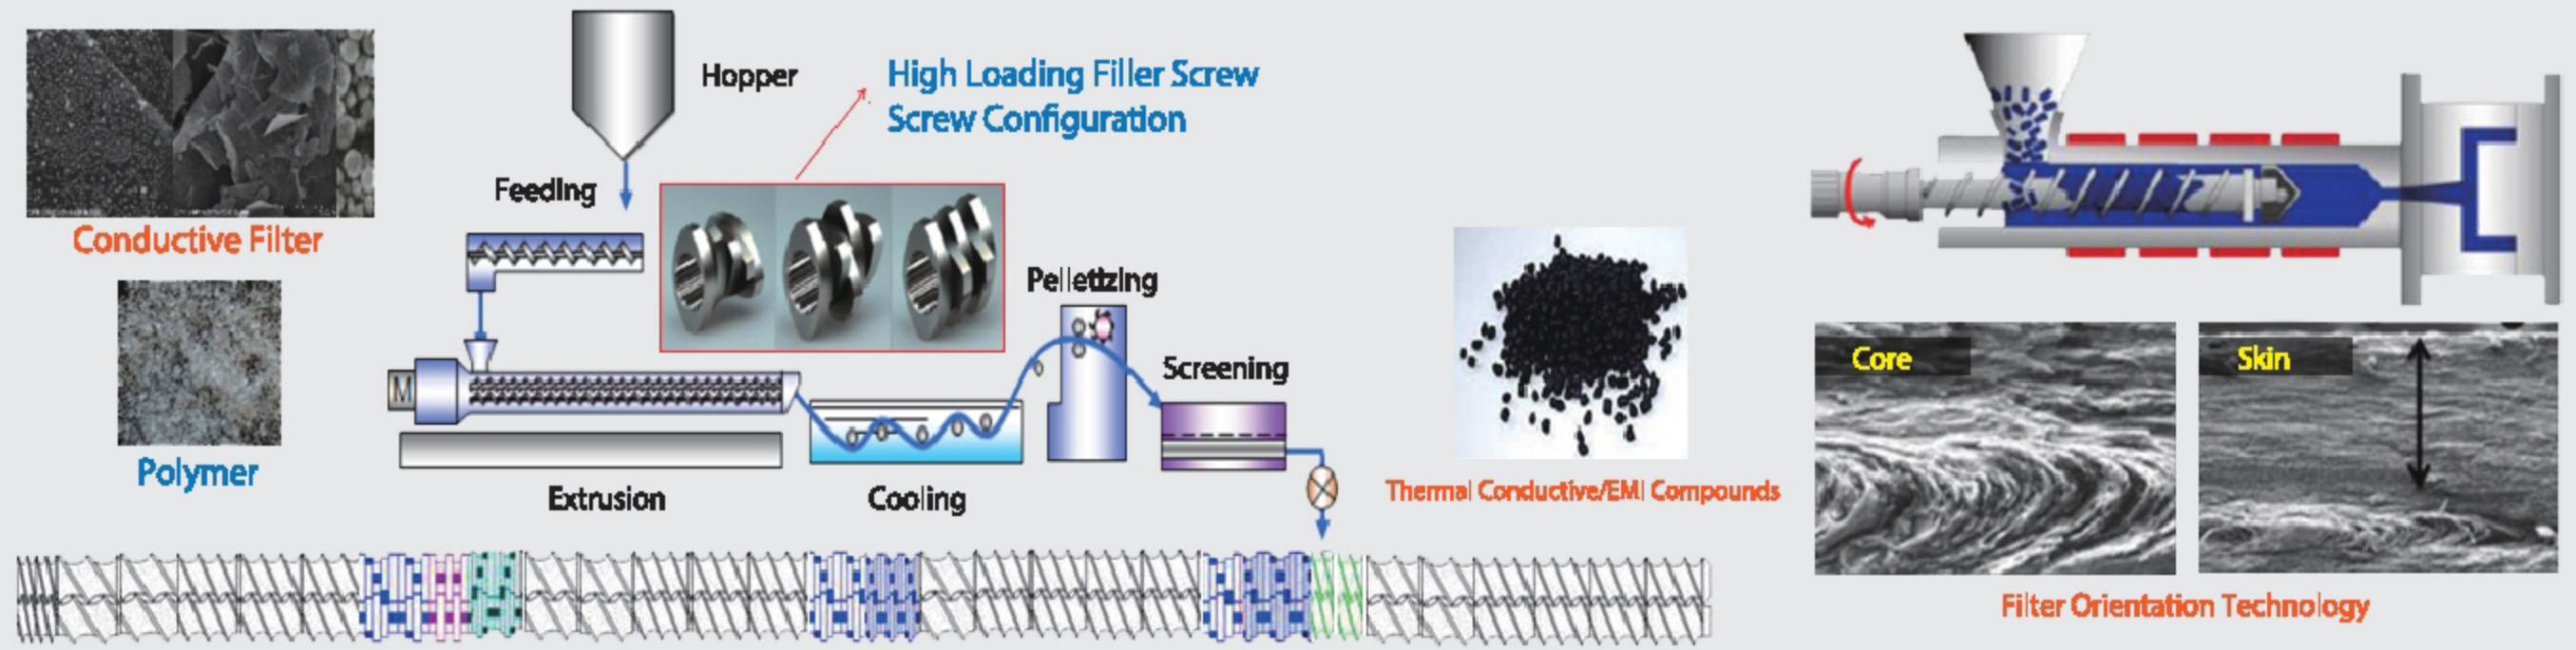 Conductive Filter
Polymer
Hopper
High Loading Filler Screw
Screw Configuration
Feeding
M
Extrusion
Cooling
Pelletizing
Screening
Thermal Conductive/EMI Compounds
Core
Skin
Filter Orientation Technology